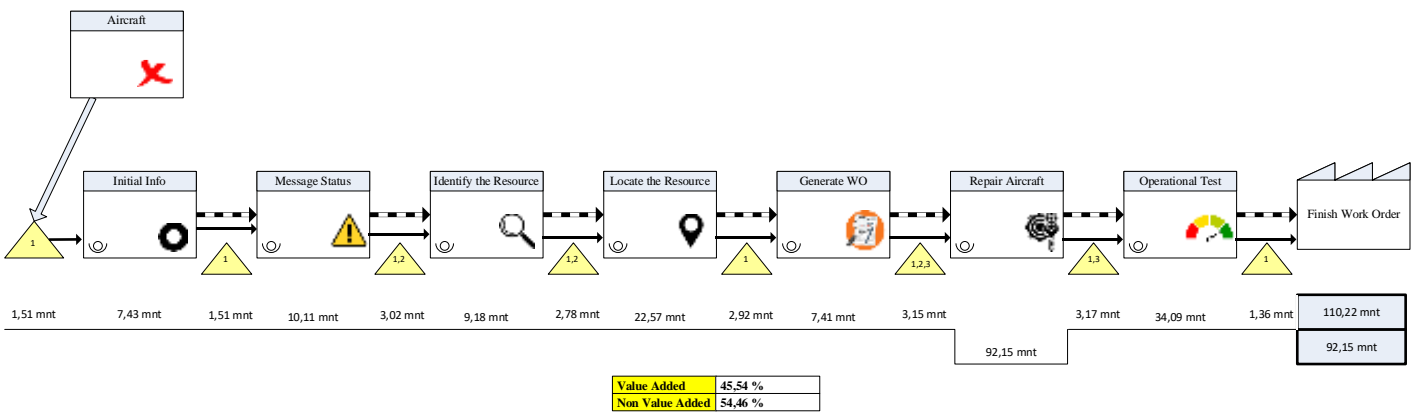 Aircraft
Initial Info
Message Status
Identify the Resource
Locate the Resource
Generate WO
Repair Aircraft
Operational Test
Finish Work Order
1
1
1,2
1,2
1
1,2,3
1,3
1
1,51 mnt
7,43 mnt
1,51 mnt
10,11 mnt
3,02 mnt
9,18 mnt
2,78 mnt
22,57 mnt
2,92 mnt
7,41 mnt
3,15 mnt
92,15 mnt
3,17 mnt
34,09 mnt
1,36 mnt
110,22 mnt
92,15 mnt
Value Added 45,54 %
Non Value Added 54,46 %